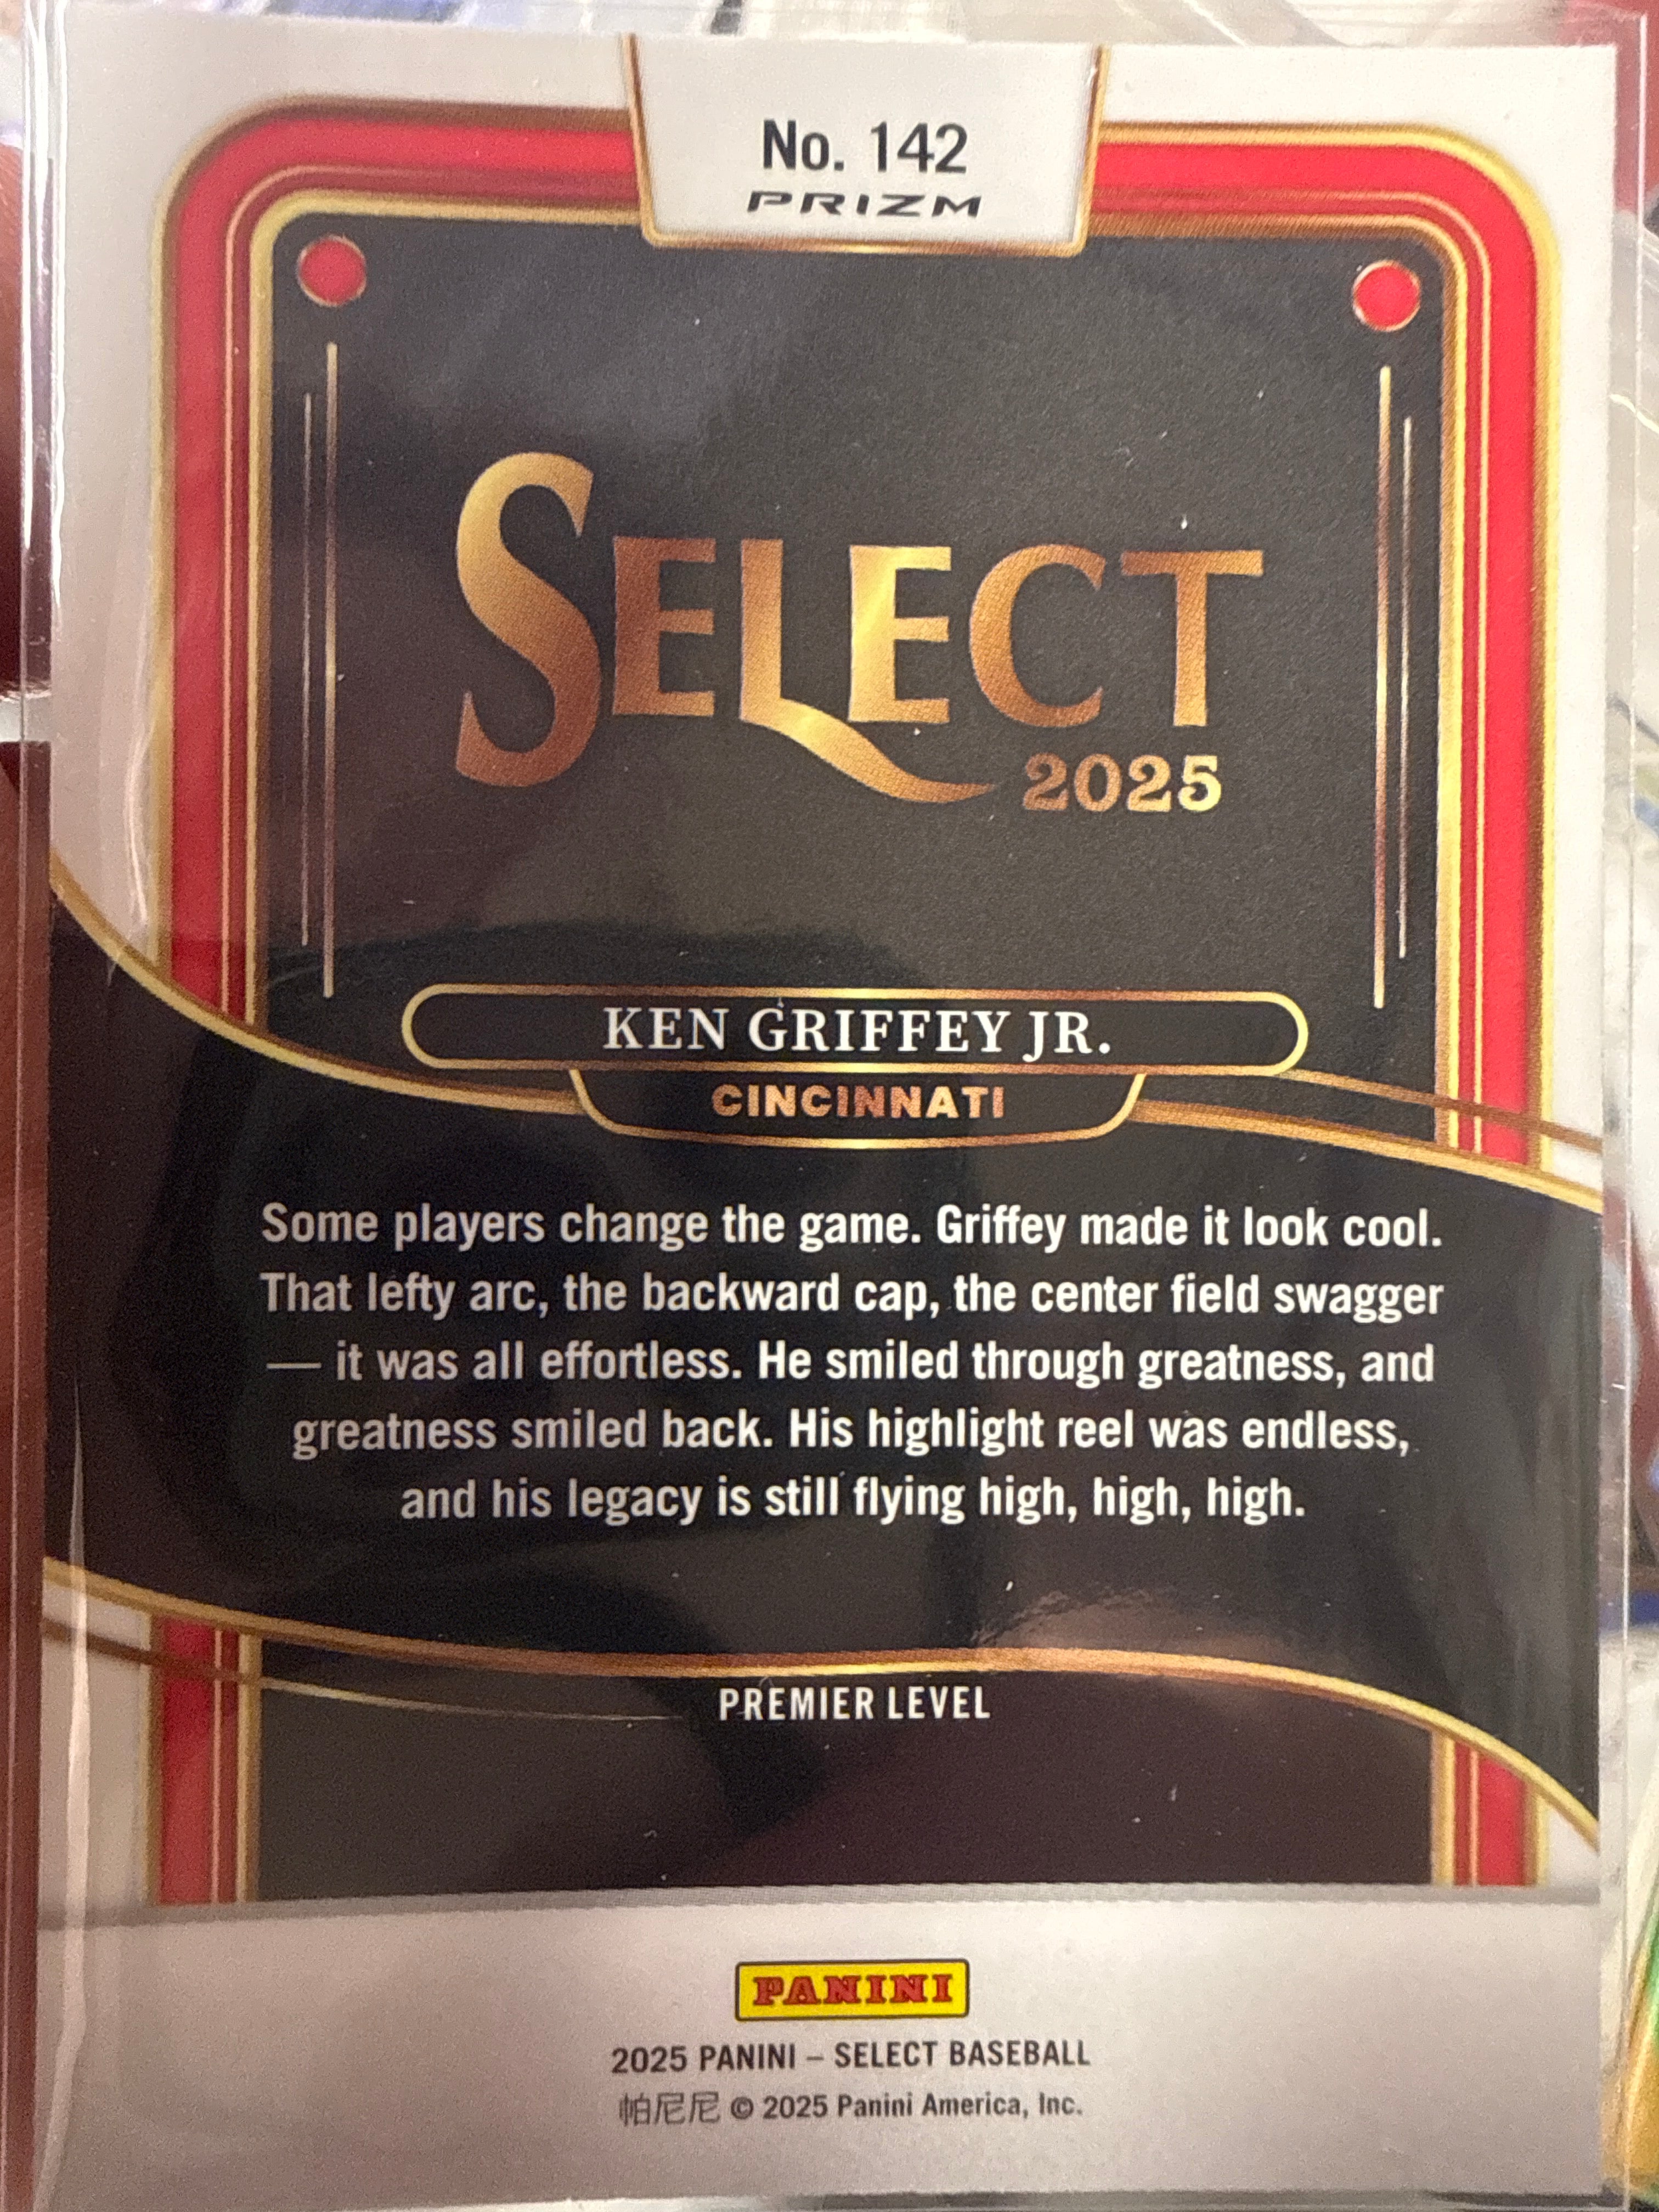 No. 142
PRIZM
SELECT
2025
KEN GRIFFEY JR.
CINCINNATI
Some players change the game. Griffey made it look cool.
That lefty arc, the backward cap, the center field swagger
— it was all effortless. He smiled through greatness, and
greatness smiled back. His highlight reel was endless,
and his legacy is still flying high, high, high.
PREMIER LEVEL
PANINI
2025 PANINI – SELECT BASEBALL
帕尼尼 © 2025 Panini America, Inc.